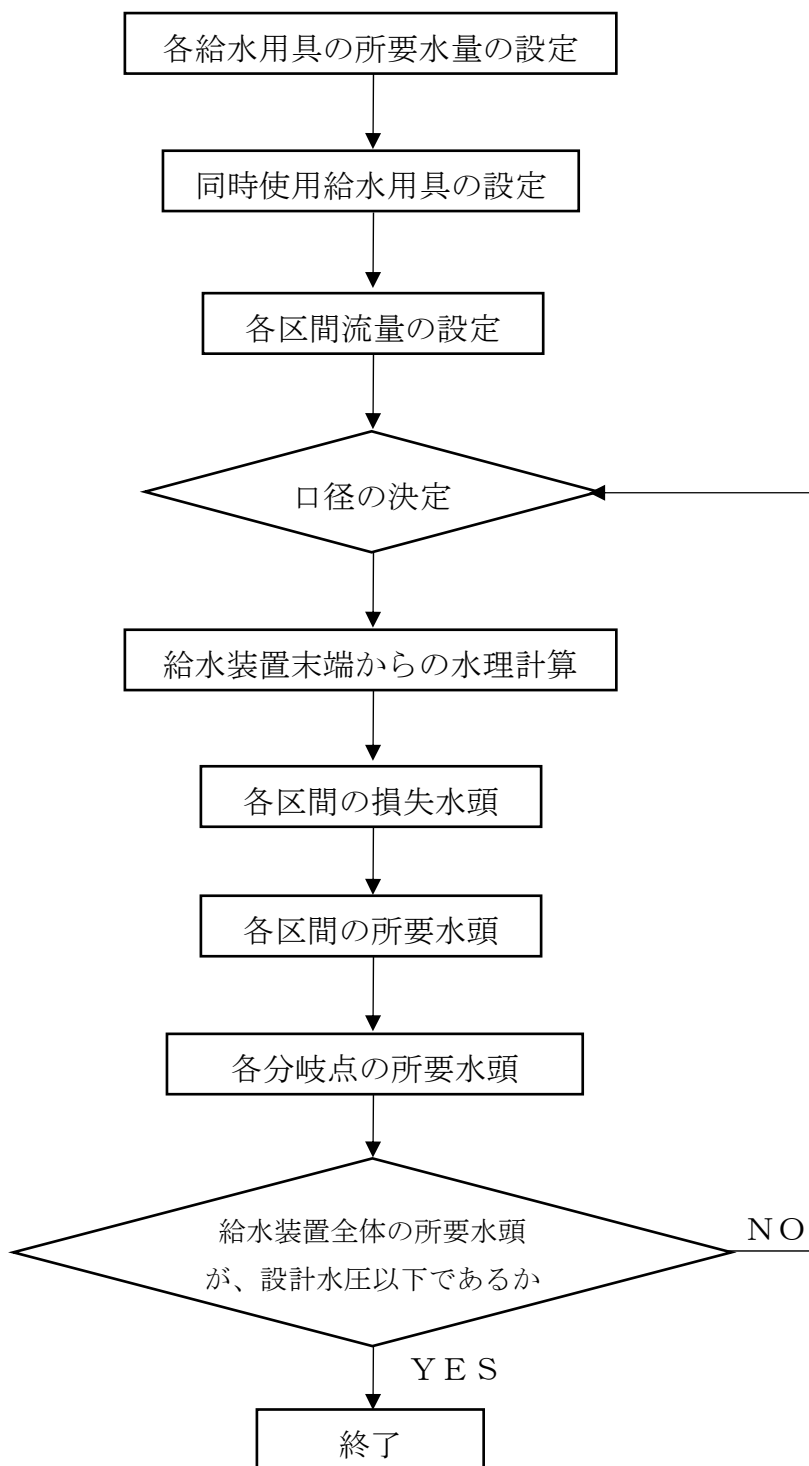 各給水用具の所要水量の設定
同時使用給水用具の設定
各区間流量の設定
口径の決定
給水装置末端からの水理計算
各区間の損失水頭
各区間の所要水頭
各分岐点の所要水頭
給水装置全体の所要水頭
が、設計水圧以下であるか
ＮＯ
ＹＥＳ
終了